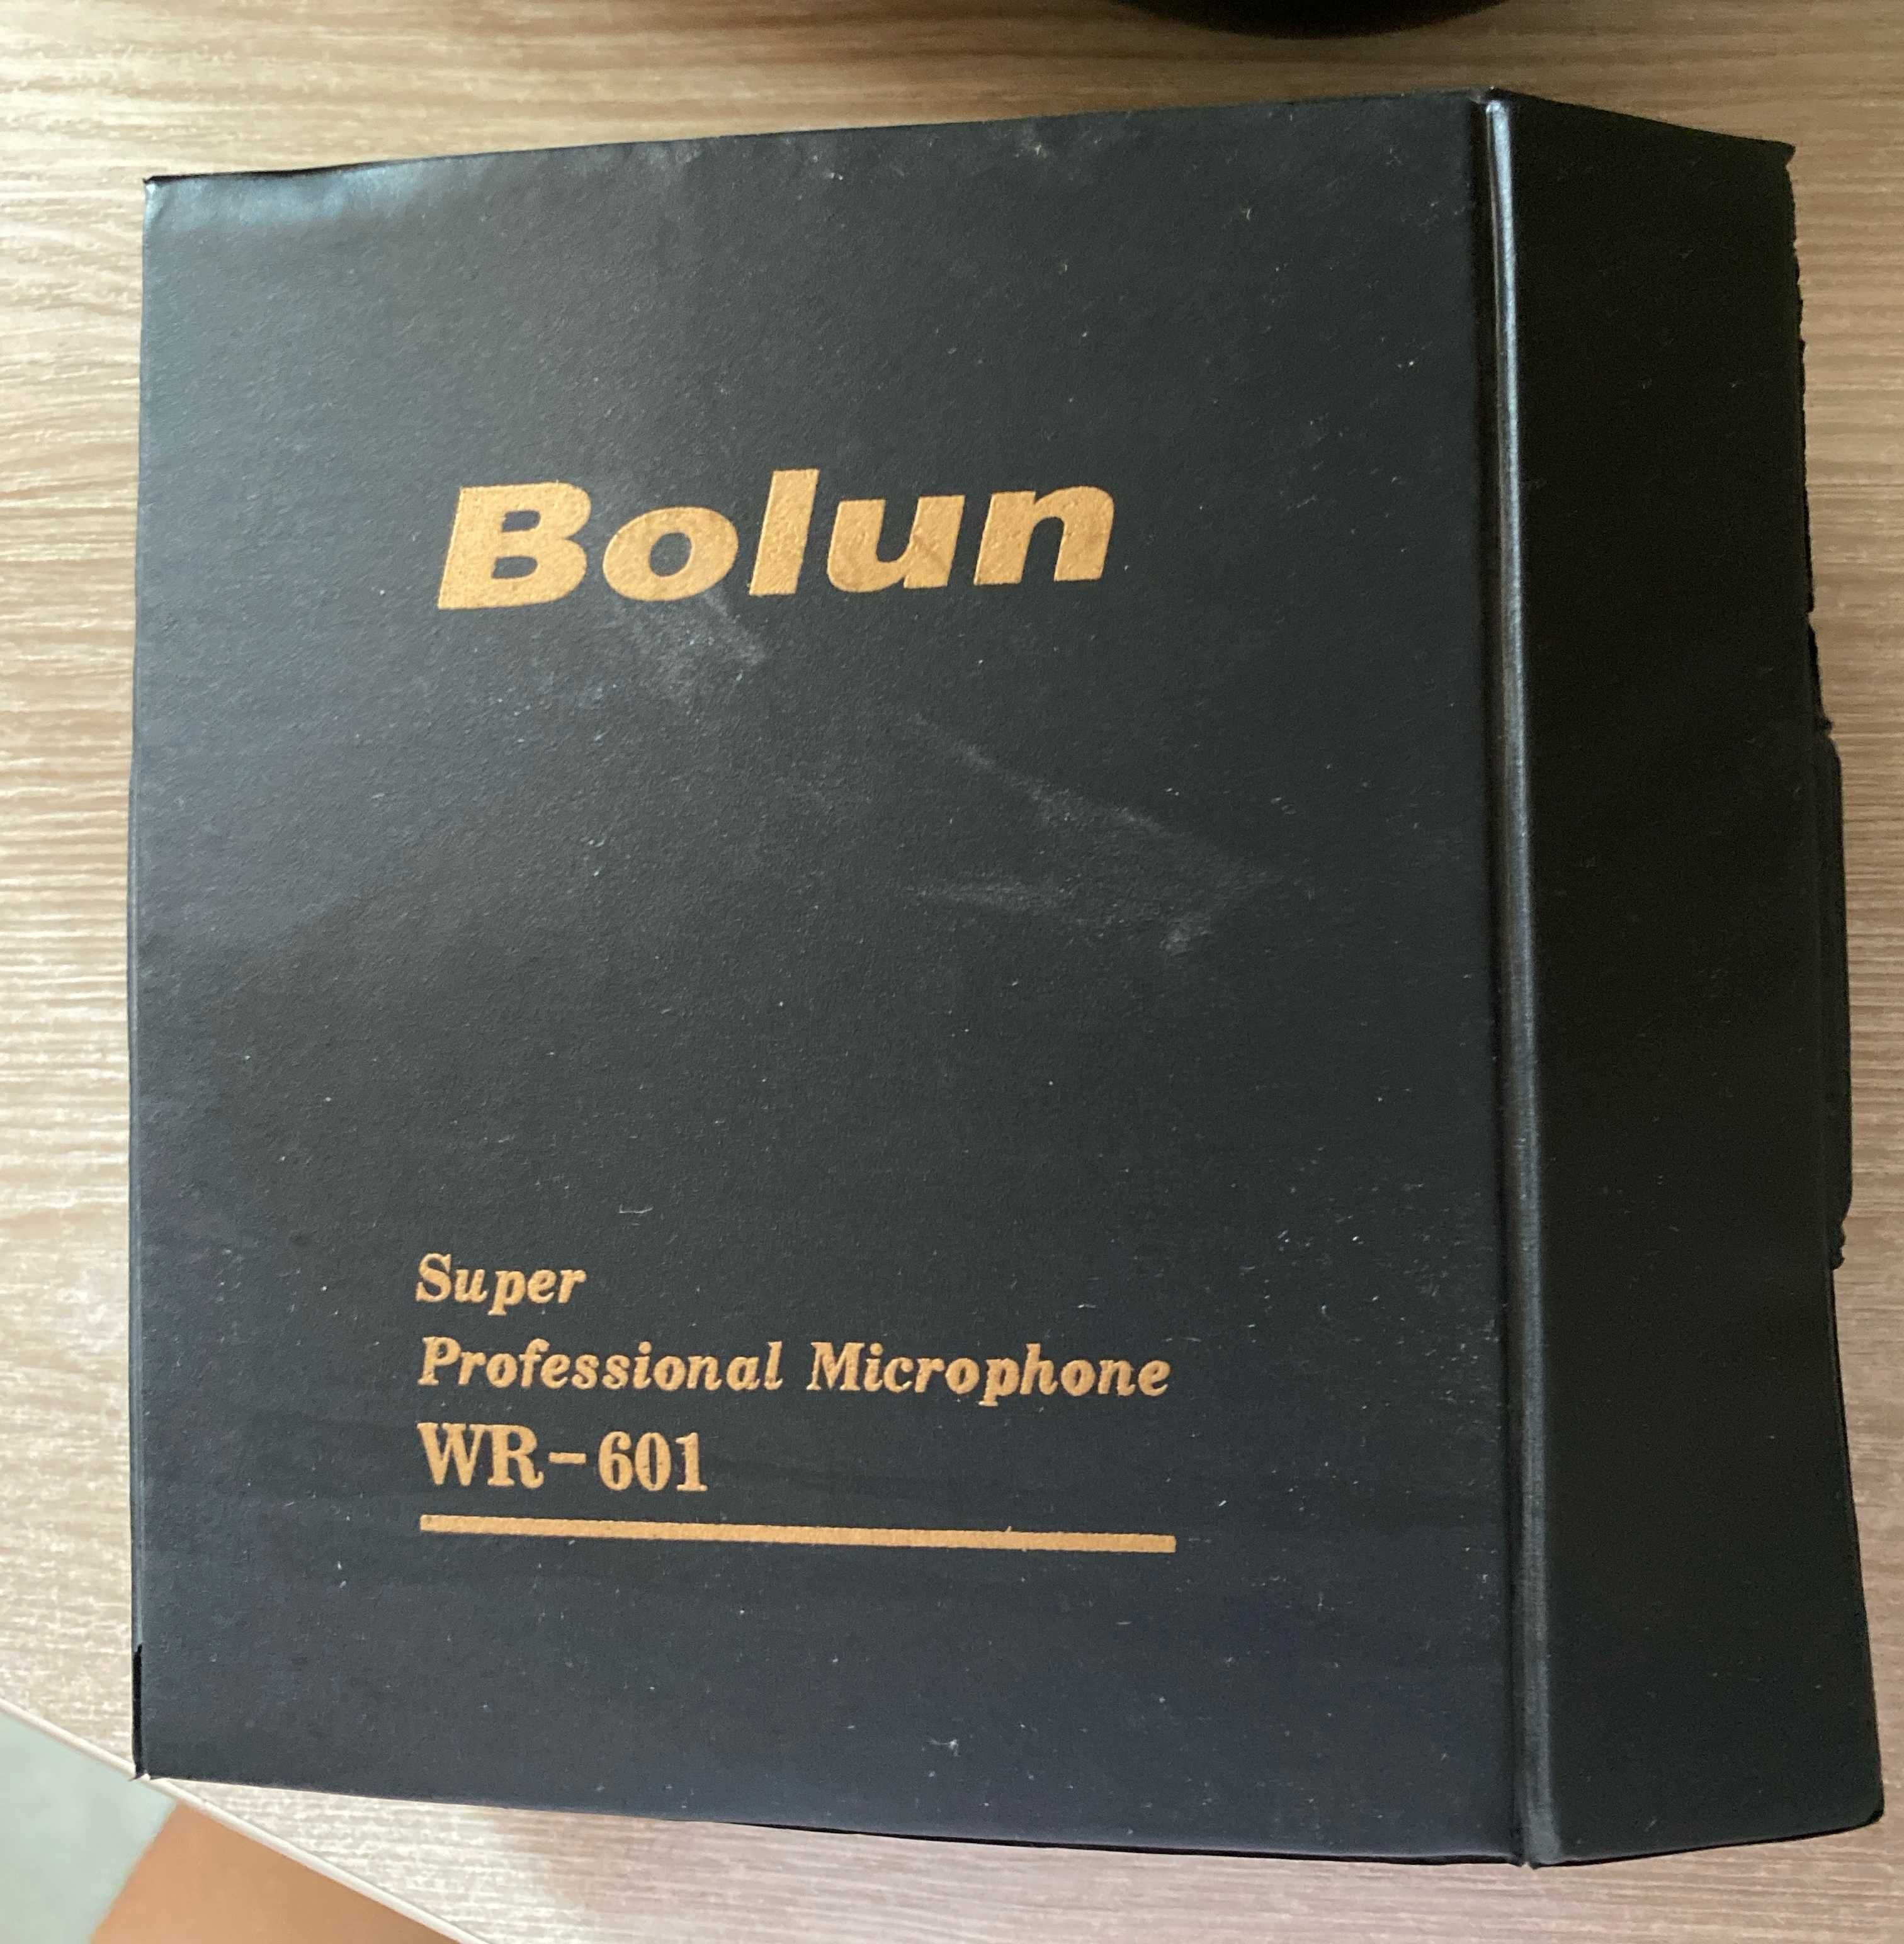 Bolun
Super
Professional Microphone
WR-601